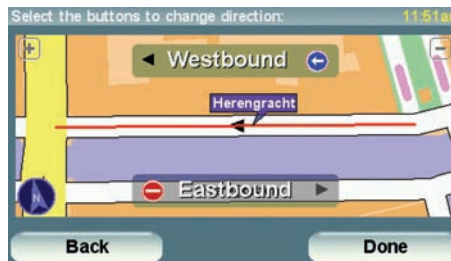 Select the buttons to change direction: 11:51am
Westbound
Herengracht
N
Eastbound
Back Done